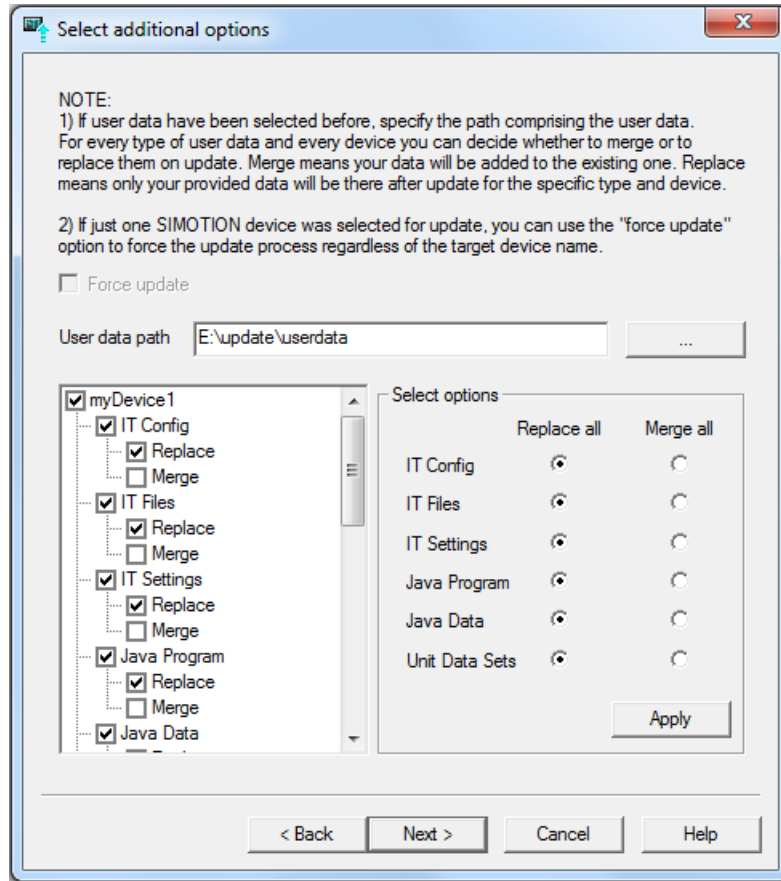 Select additional options
NOTE:
1) If user data have been selected before, specify the path comprising the user data.
For every type of user data and every device you can decide whether to merge or to
replace them on update. Merge means your data will be added to the existing one. Replace
means only your provided data will be there after update for the specific type and device.
2) If just one SIMOTION device was selected for update, you can use the "force update"
option to force the update process regardless of the target device name.
Force update
User data path E:\update\userdata ...
myDevice1
IT Config
Replace
Merge
IT Files
Replace
Merge
IT Settings
Replace
Merge
Java Program
Replace
Merge
Java Data
Select options
Replace all Merge all
IT Config
IT Files
IT Settings
Java Program
Java Data
Unit Data Sets
Apply
< Back Next > Cancel Help